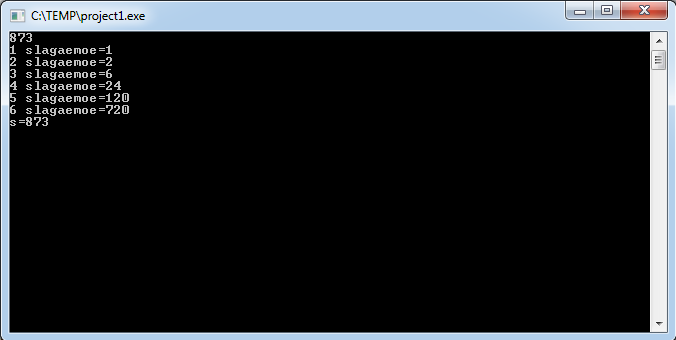 C:\TEMP\project1.exe
873
1 slagaemoe=1
2 slagaemoe=2
3 slagaemoe=6
4 slagaemoe=24
5 slagaemoe=120
6 slagaemoe=720
s=873